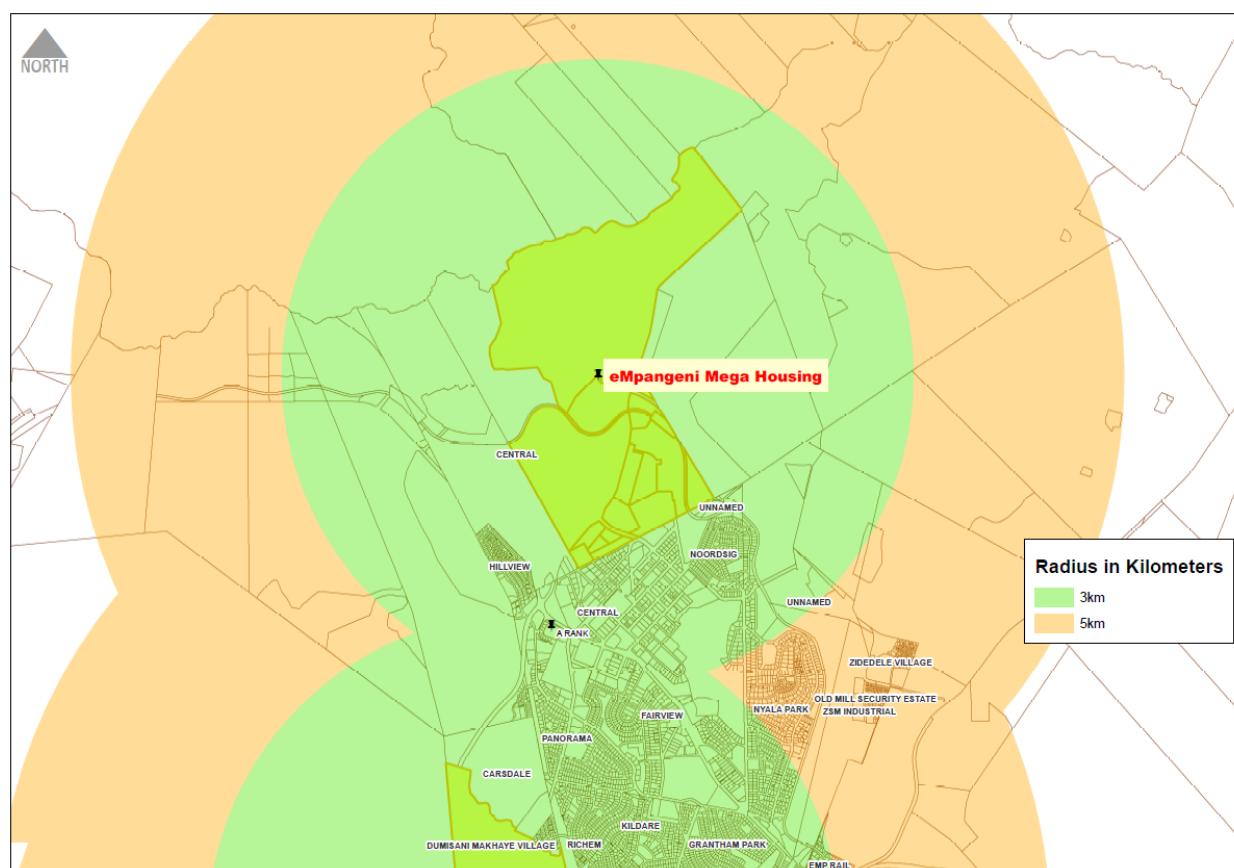 NORTH
eMpangeni Mega Housing
CENTRAL
UNNAMED
NOORDSIG
HILLVIEW
Radius in Kilometers
3km
5km
UNNAMED
CENTRAL
A RANK
ZIDEDELE VILLAGE
OLD MILL SECURITY ESTATE
NYALA PARK
ZSM INDUSTRIAL
FAIRVIEW
PANORAMA
CARSDALE
KILDARE
DUMISANI MAKHAYE VILLAGE
RICHEM
GRANTHAM PARK
EMP RAIL